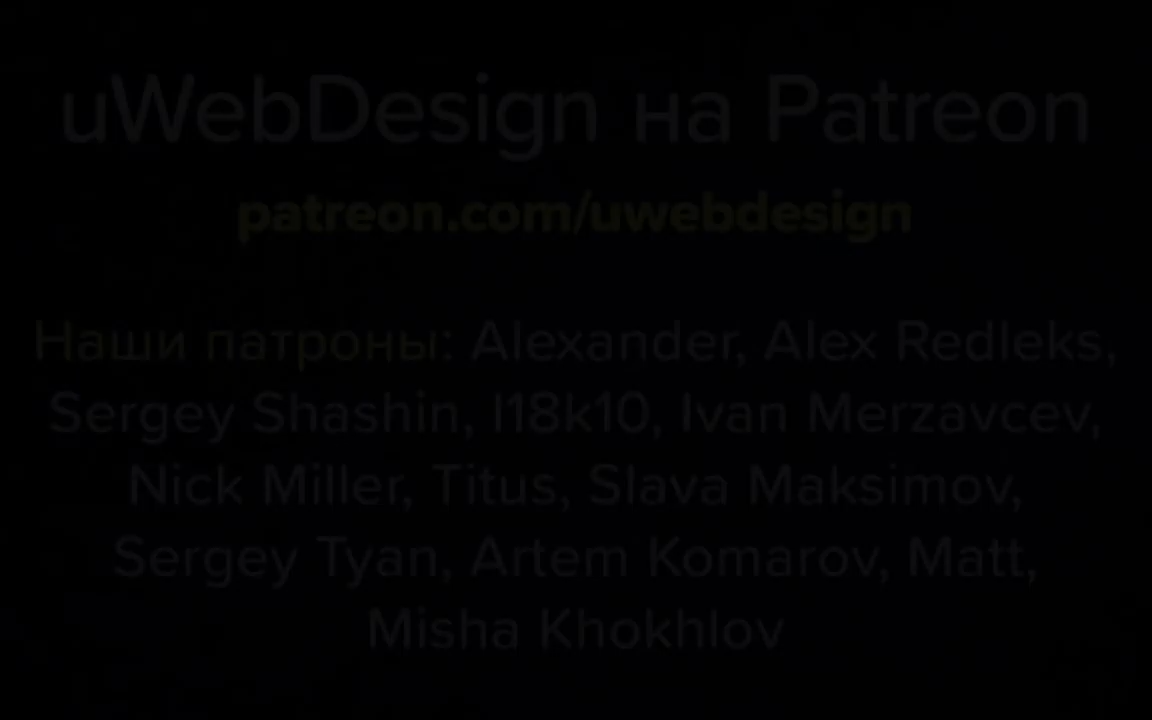 uWebDesign на Patreon
patreon.com/uwebdesign
Наши патроны: Alexander, Alex Redleks,
Sergey Shashin, l18k10, Ivan Merzavcev,
Nick Miller, Titus, Slava Maksimov,
Sergey Tyan, Artem Komarov, Matt,
Misha Khokhlov